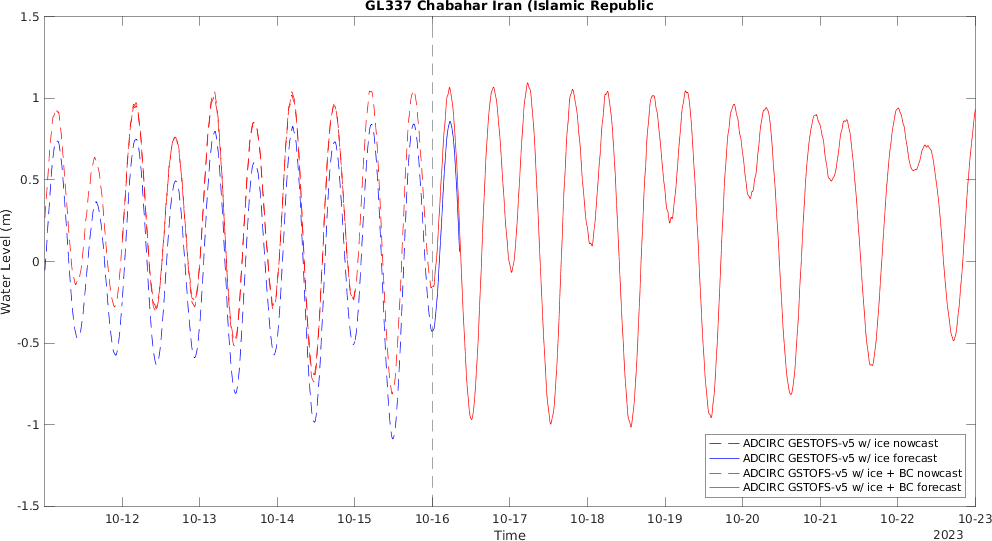 GL337 Chabahar Iran (Islamic Republic
1.5
1
0.5
0
-0.5
-1
-1.5
Water Level (m)
10-12 10-13 10-14 10-15 10-16 10-17 10-18 10-19 10-20 10-21 10-22 10-23
Time
2023
ADCIRC GESTOFS-v5 w/ ice nowcast
ADCIRC GESTOFS-v5 w/ ice forecast
ADCIRC GSTOFS-v5 w/ ice + BC nowcast
ADCIRC GSTOFS-v5 w/ ice + BC forecast